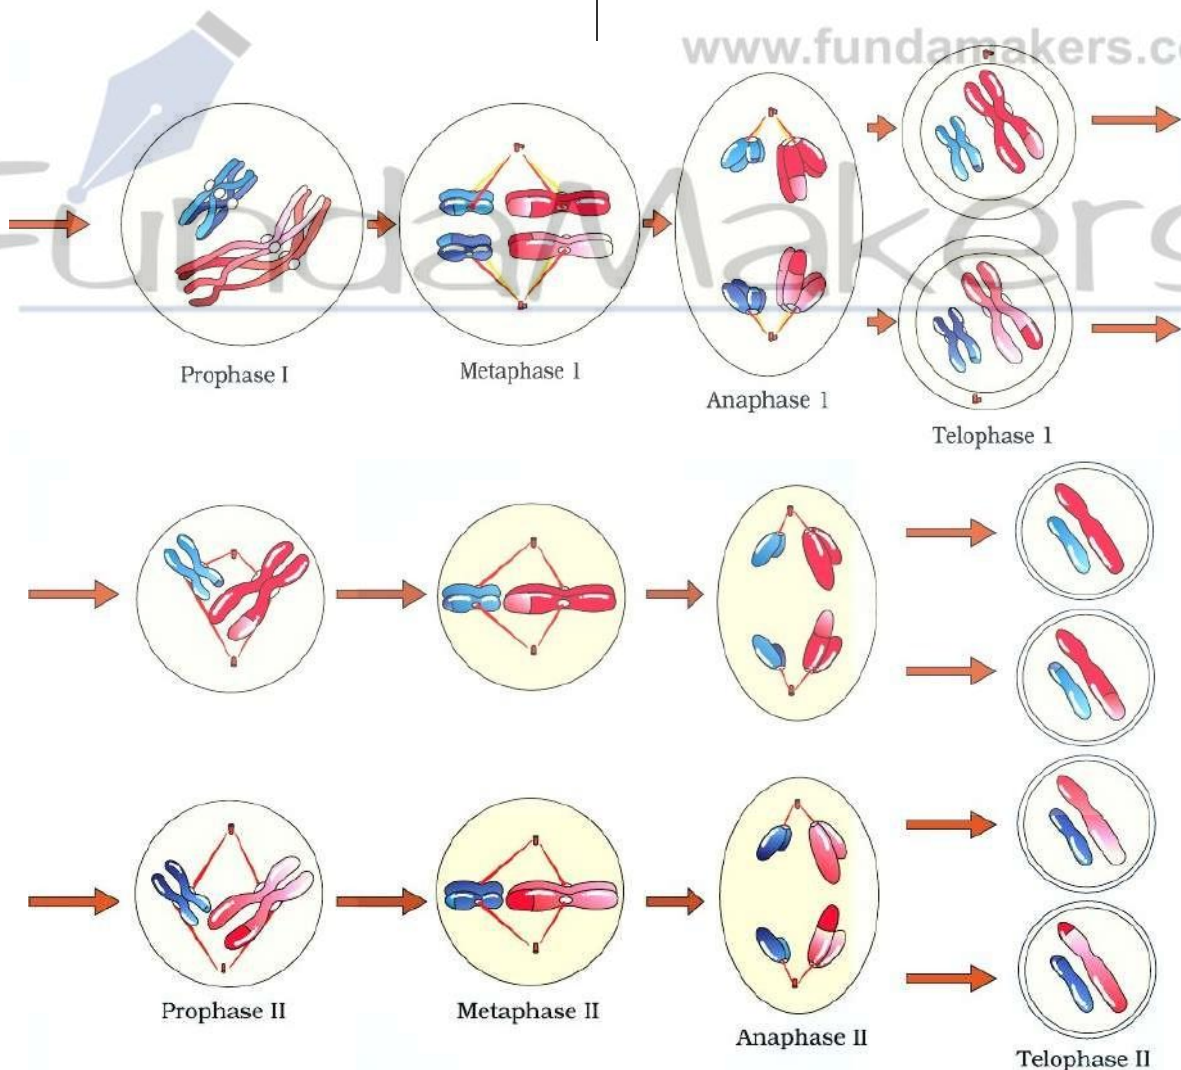 www.fundamakers.co
FundaMakers
Prophase I
Metaphase 1
Anaphase 1
Telophase 1
Prophase II
Metaphase II
Anaphase II
Telophase II